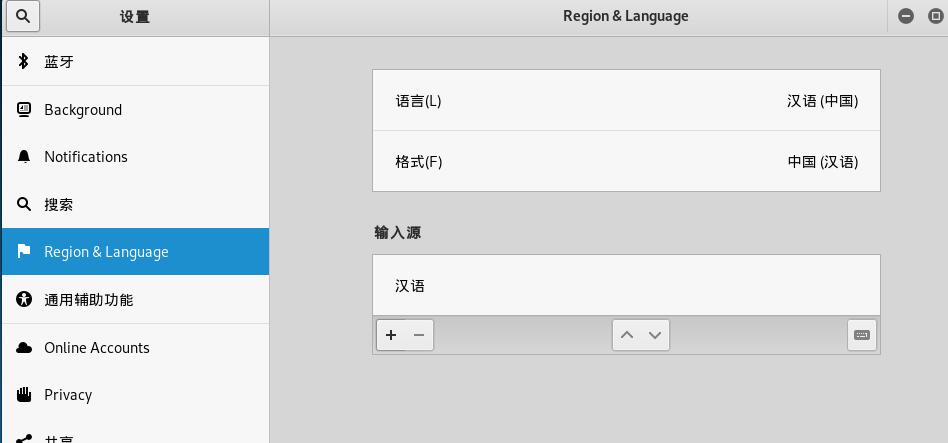 设置
Region & Language
蓝牙
Background
Notifications
搜索
Region & Language
通用辅助功能
Online Accounts
Privacy
共享
语言(L)
汉语 (中国)
格式(F)
中国 (汉语)
输入源
汉语